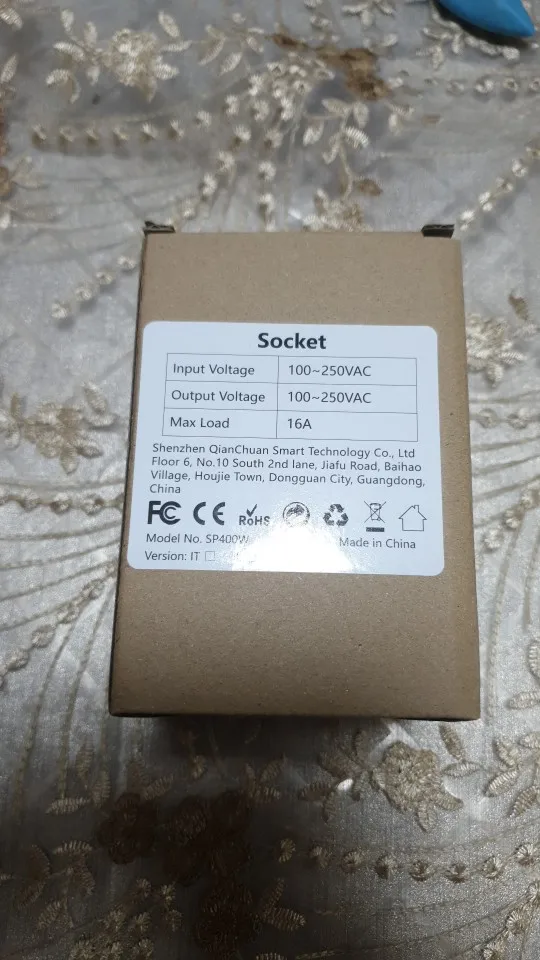 Socket
Input Voltage 100~250VAC
Output Voltage 100~250VAC
Max Load 16A
Shenzhen QianChuan Smart Technology Co., Ltd
Floor 6, No.10 South 2nd lane, Jiafu Road, Baihao
Village, Houjie Town, Dongguan City, Guangdong,
China
FC CE RoHS
Model No. SP400W Made in China
Version: IT